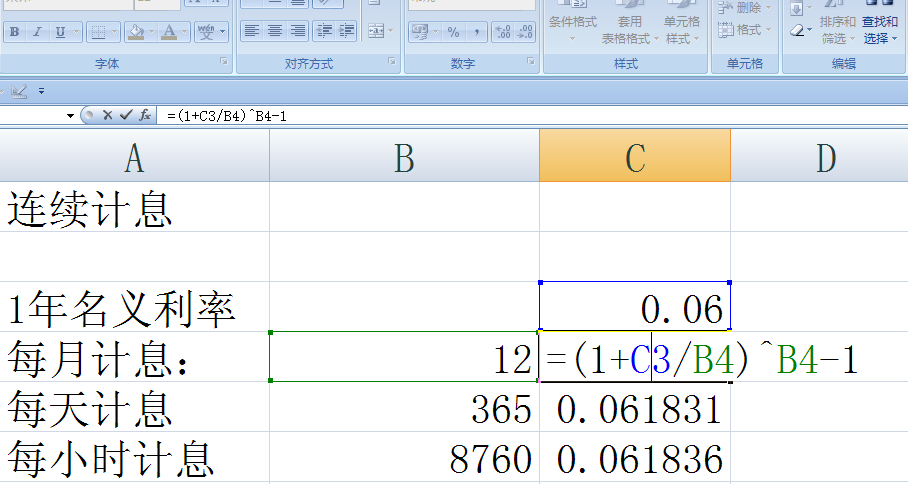 条件格式 套用 单元格 删除 排序和 查找和
表格格式 样式 格式 筛选 选择
B I U A wén 变 % ,
字体 对齐方式 数字 样式 单元格 编辑
fx =(1+C3/B4)^B4-1
A B C D
连续计息
1年名义利率 0.06
每月计息: 12 =(1+C3/B4)^B4-1
每天计息 365 0.061831
每小时计息 8760 0.061836